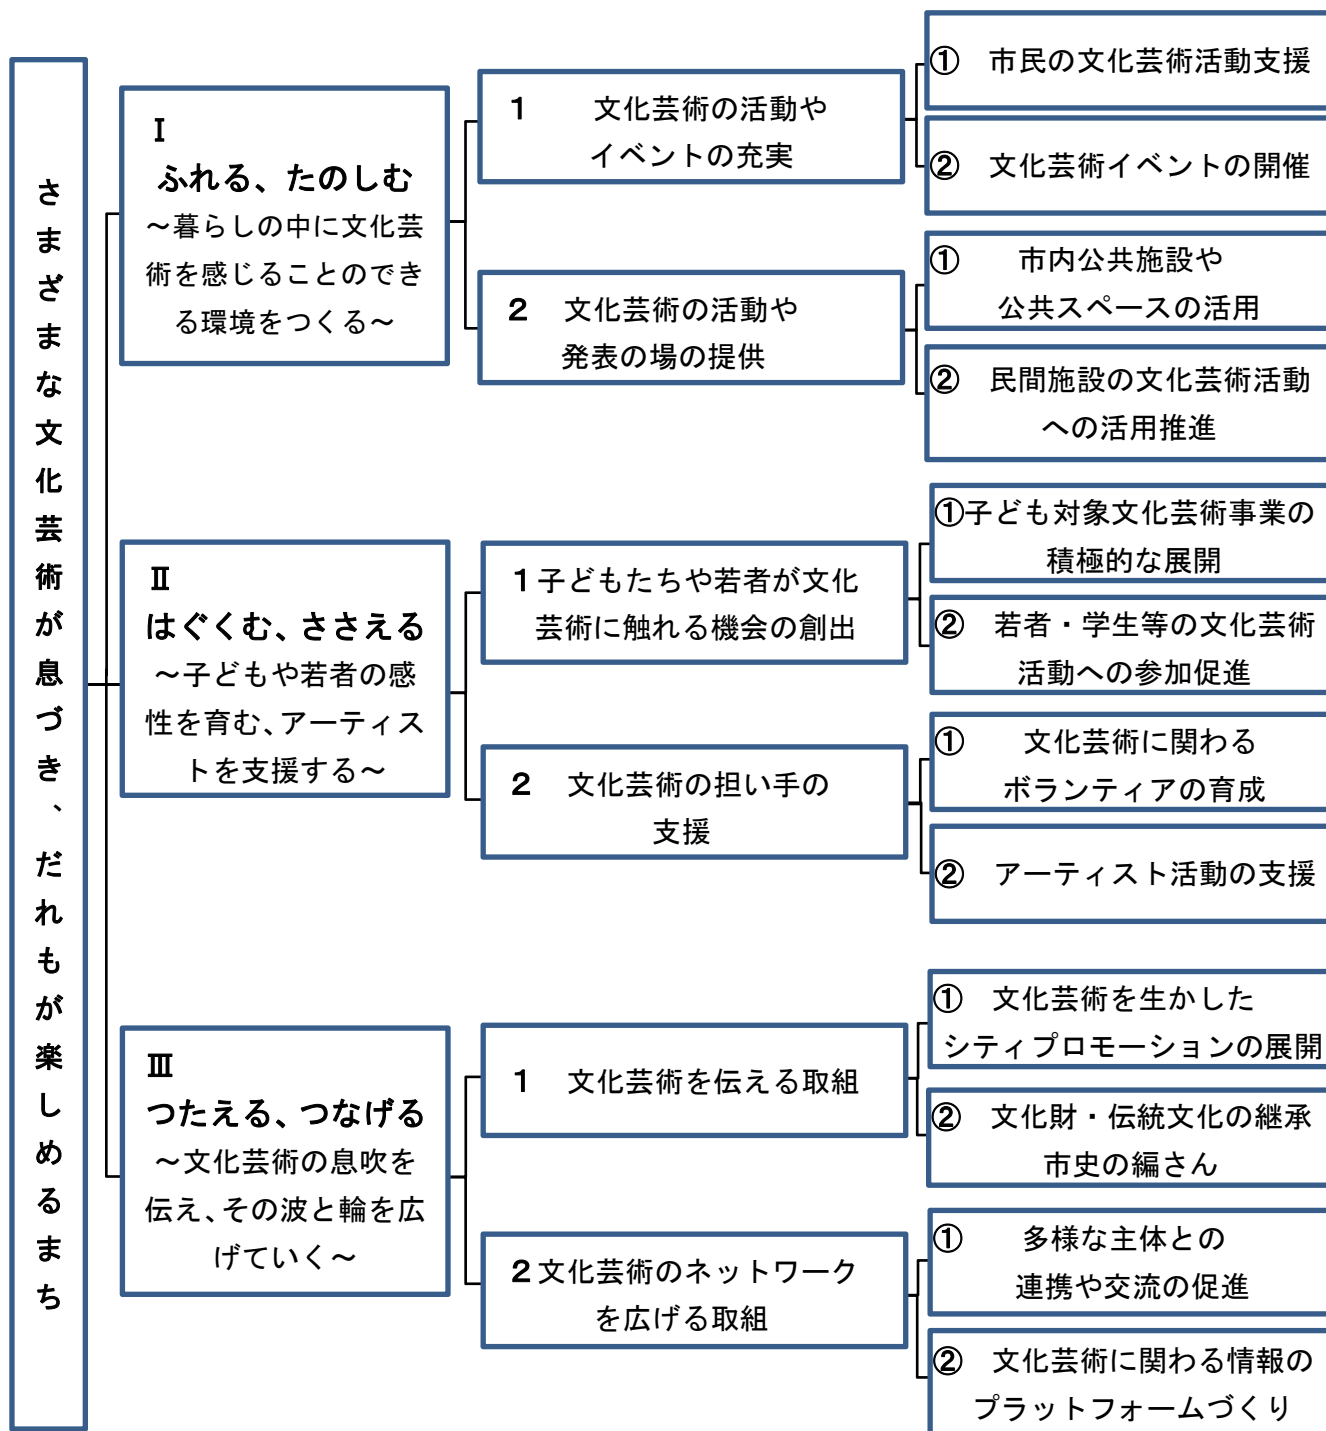 さまざまな文化芸術が息づき、だれもが楽しめるまち
Ⅰ
ふれる、たのしむ
～暮らしの中に文化芸
術を感じることのでき
る環境をつくる～
1　文化芸術の活動や
イベントの充実
①　市民の文化芸術活動支援
②　文化芸術イベントの開催
2　文化芸術の活動や
発表の場の提供
①　市内公共施設や
公共スペースの活用
②　民間施設の文化芸術活動
への活用推進
Ⅱ
はぐくむ、ささえる
～子どもや若者の感
性を育む、アーティス
トを支援する～
1 子どもたちや若者が文化
芸術に触れる機会の創出
①子ども対象文化芸術事業の
積極的な展開
②　若者・学生等の文化芸術
活動への参加促進
2　文化芸術の担い手の
支援
①　文化芸術に関わる
ボランティアの育成
②　アーティスト活動の支援
Ⅲ
つたえる、つなげる
～文化芸術の息吹を
伝え、その波と輪を広
げていく～
1　文化芸術を伝える取組
①　文化芸術を生かした
シティプロモーションの展開
②　文化財・伝統文化の継承
市史の編さん
2 文化芸術のネットワーク
を広げる取組
①　多様な主体との
連携や交流の促進
②　文化芸術に関わる情報の
プラットフォームづくり